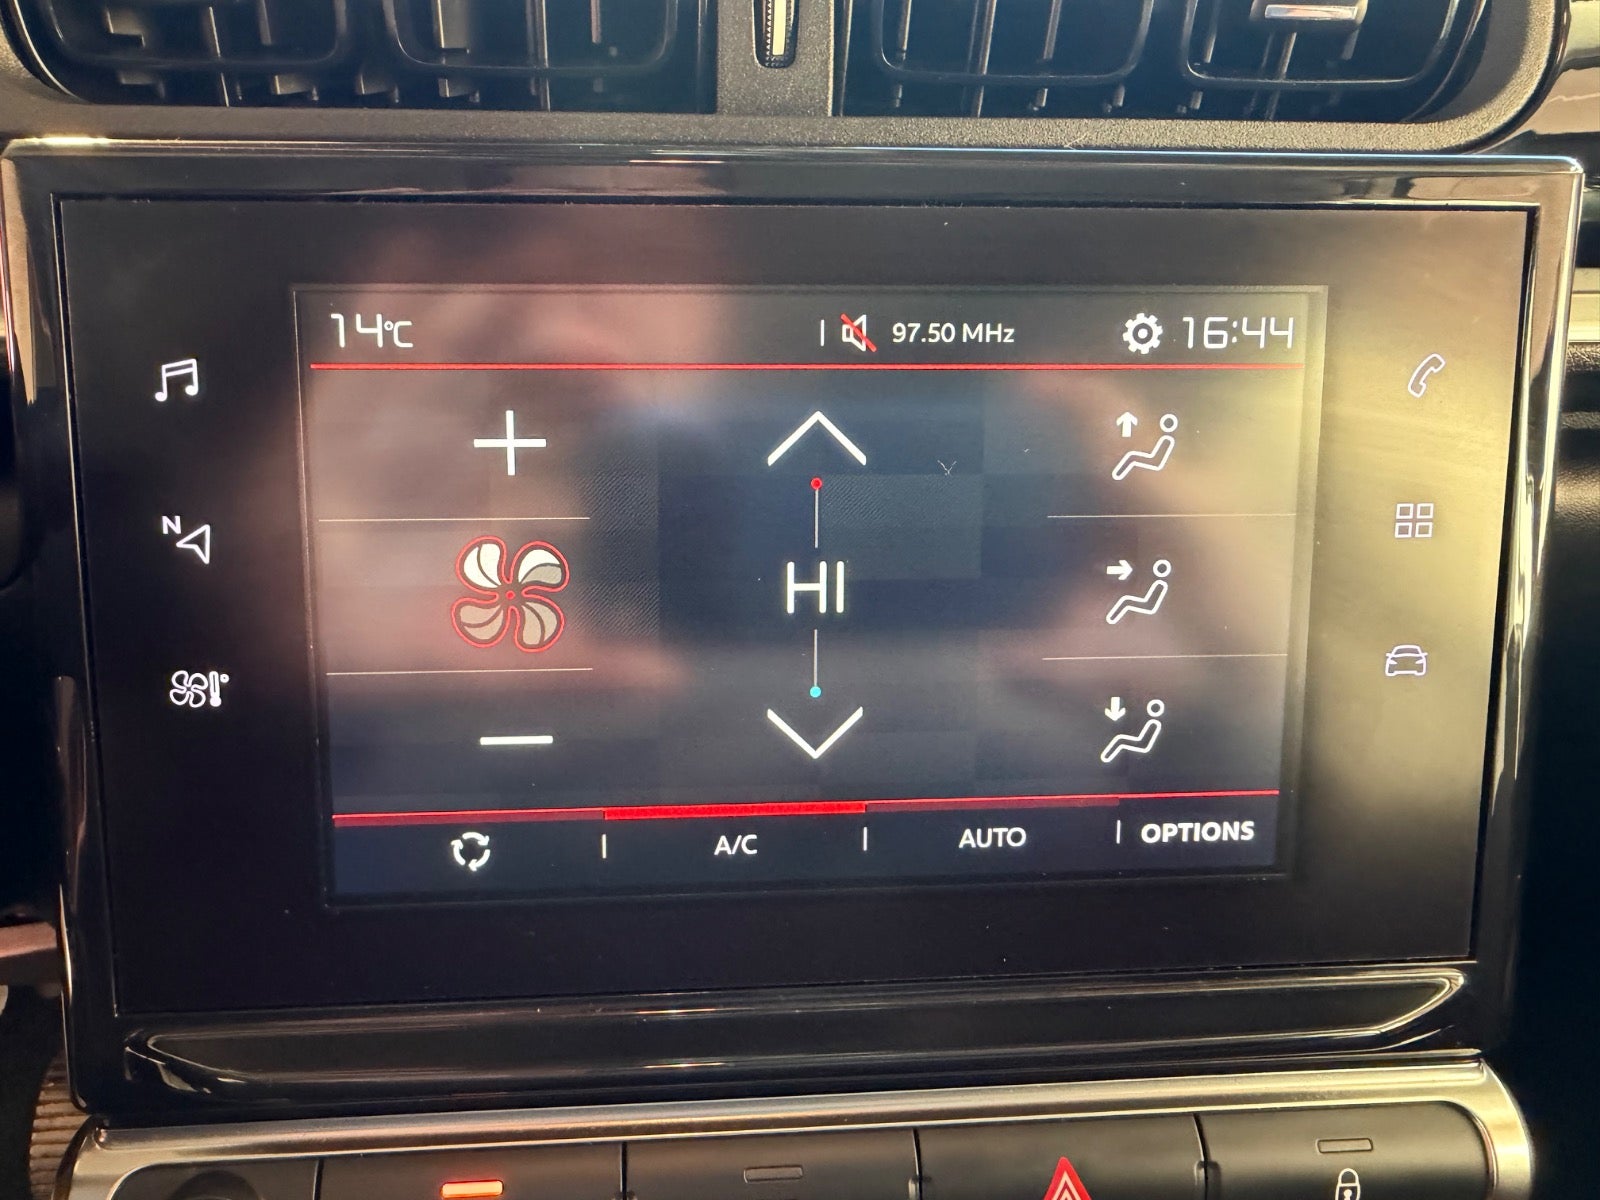 14°C
97.50 MHz
16:44
N
HI
A/C
AUTO
OPTIONS